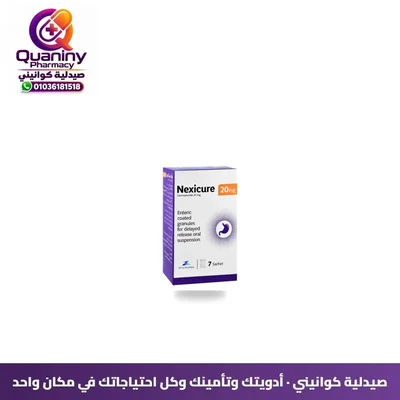 Quaniny
Pharmacy
صيدلية كوانيني
01036181518
Nexicure 20mg
Enteric
coated
granules
for delayed
release oral
suspension
7 Sachet
صيدلية كوانيني - أدويتك وتأمينك وكل احتياجاتك في مكان واحد